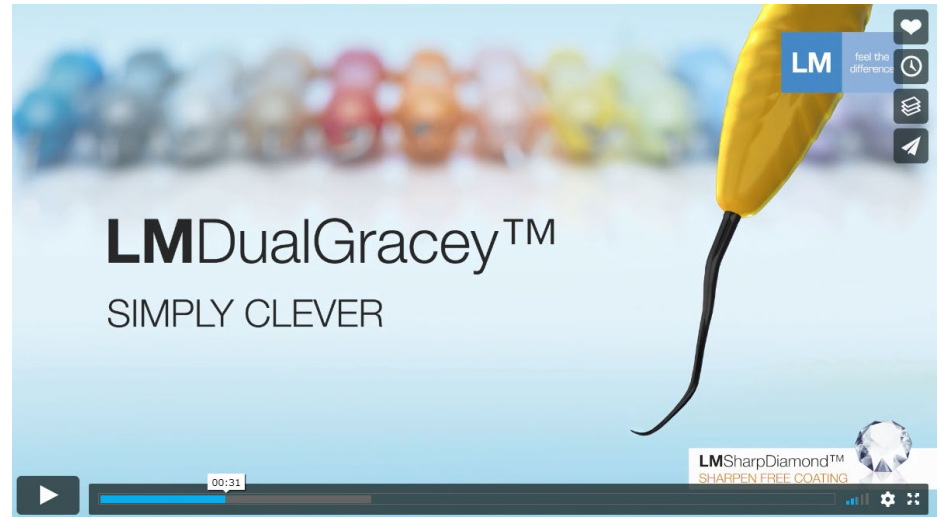 LM
feel the
difference
LMDualGracey™
SIMPLY CLEVER
LMSharpDiamond™
SHARPEN FREE COATING
00:31